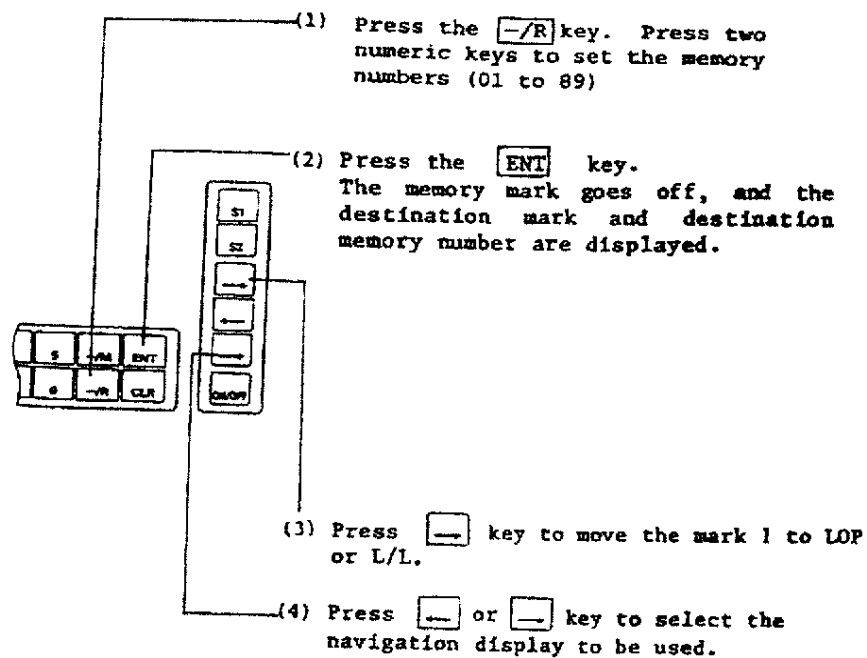 (1) Press the -/R key. Press two
numeric keys to set the memory
numbers (01 to 89)
(2) Press the ENT key.
The memory mark goes off, and the
destination mark and destination
memory number are displayed.
S1
S2
→
←
→
ON/OFF
5 -/M ENT
0 -/R CLR
(3) Press → key to move the mark 1 to LOP
or L/L.
(4) Press ← or → key to select the
navigation display to be used.